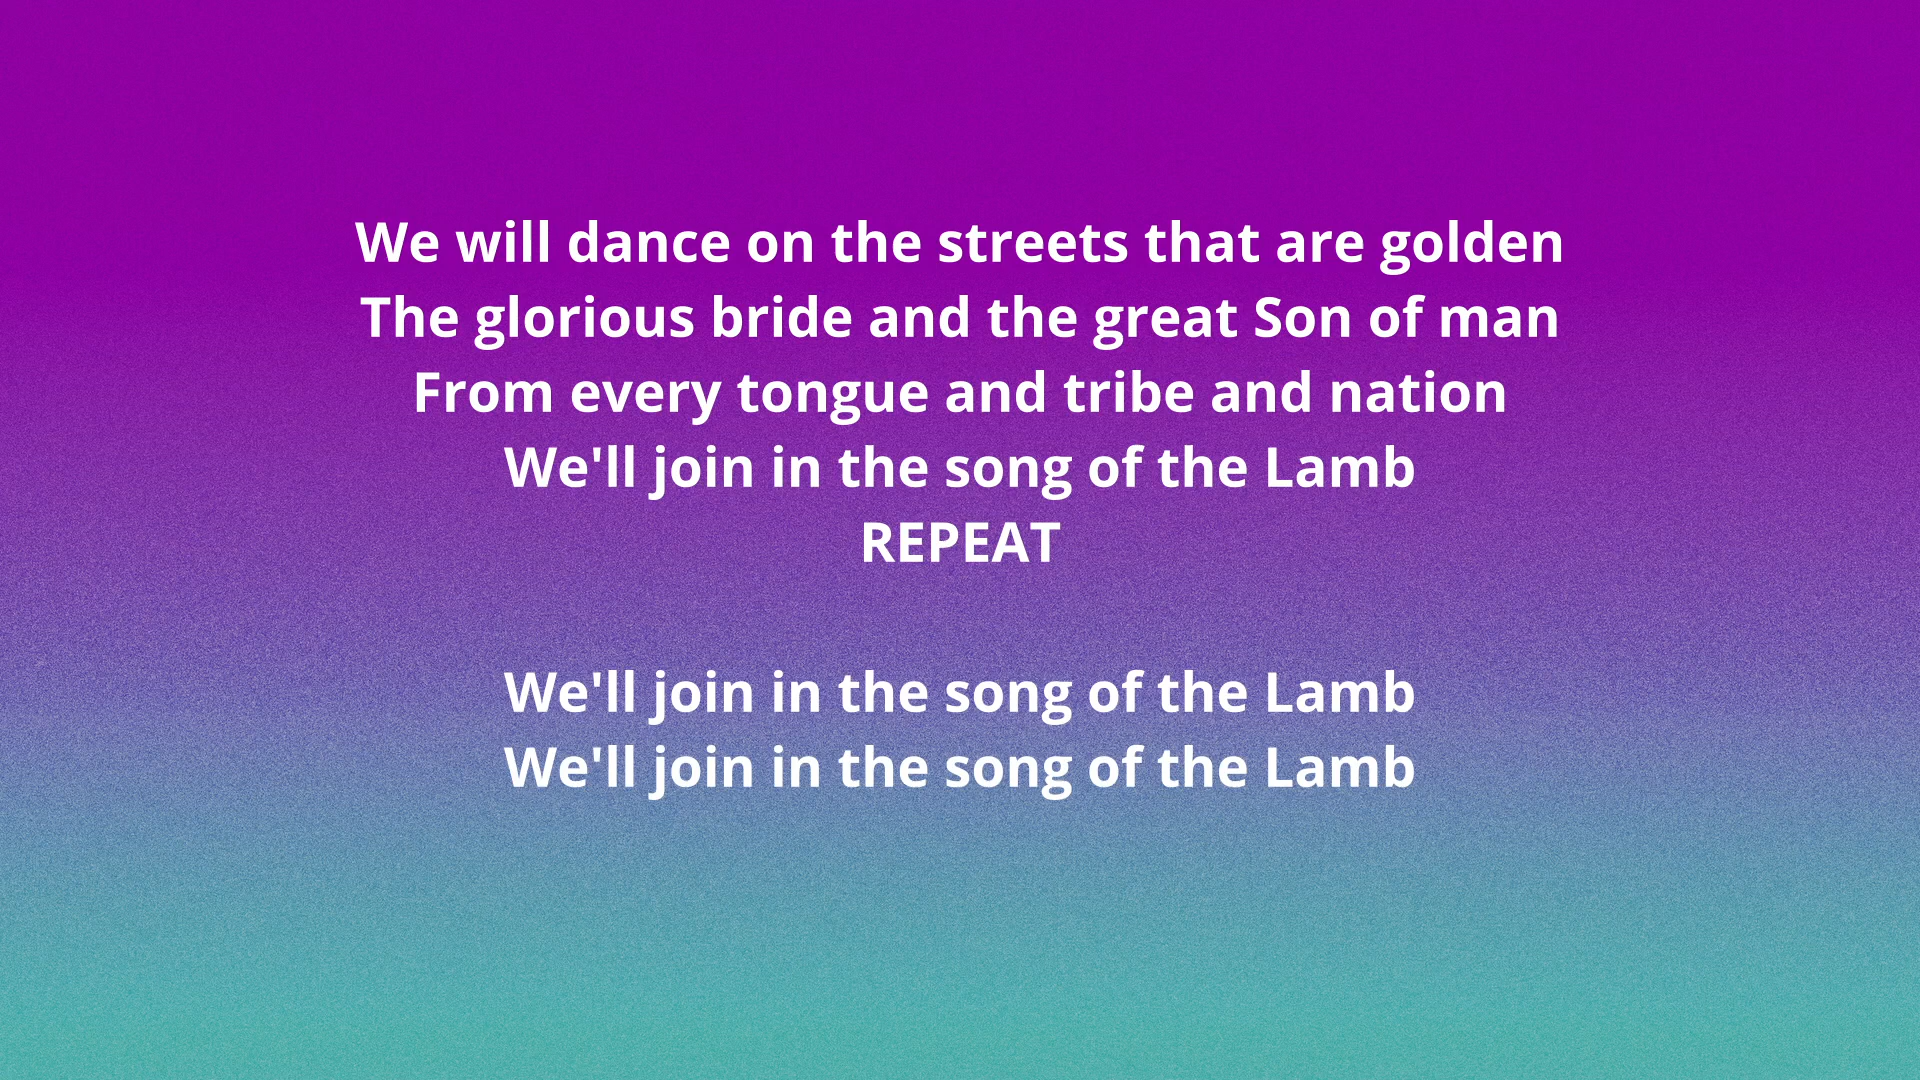 We will dance on the streets that are golden
The glorious bride and the great Son of man
From every tongue and tribe and nation
We'll join in the song of the Lamb
REPEAT
We'll join in the song of the Lamb
We'll join in the song of the Lamb